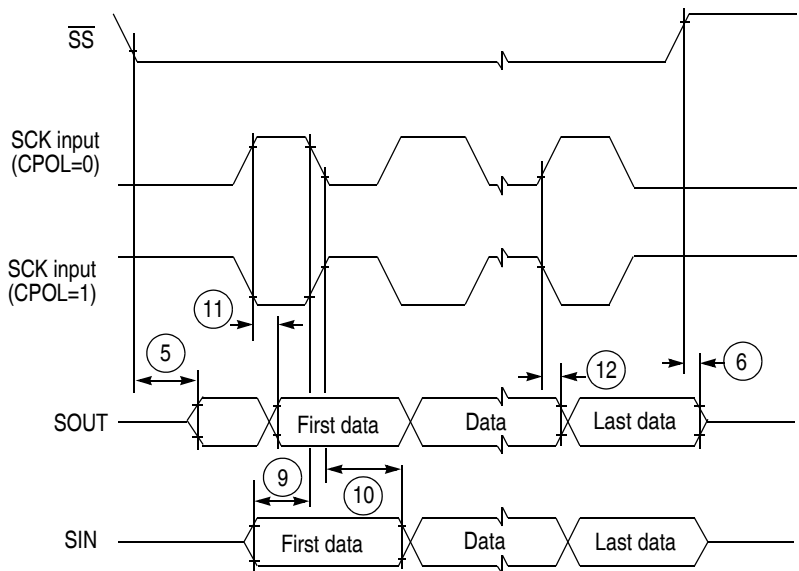 SS
SCK input
(CPOL=0)
SCK input
(CPOL=1)
11
5
12
6
SOUT
First data
Data
Last data
9
10
SIN
First data
Data
Last data